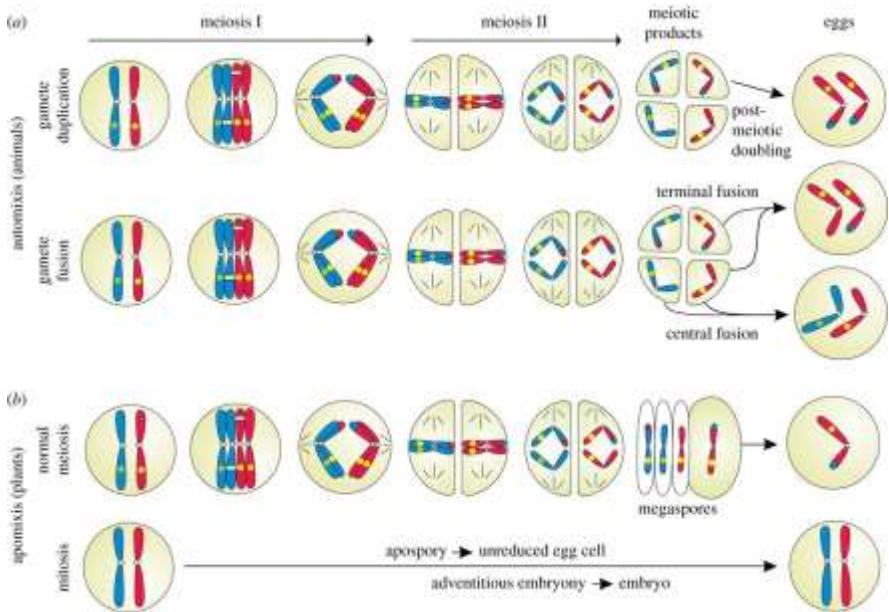 (a)
meiosis I
meiosis II
meiotic
products
eggs
automixis (animals)
gamete
duplication
post-
meiotic
doubling
gamete
fusion
terminal fusion
central fusion
(b)
apomixis (plants)
normal
meiosis
megaspores
mitosis
apospory → unreduced egg cell
adventitious embryony → embryo